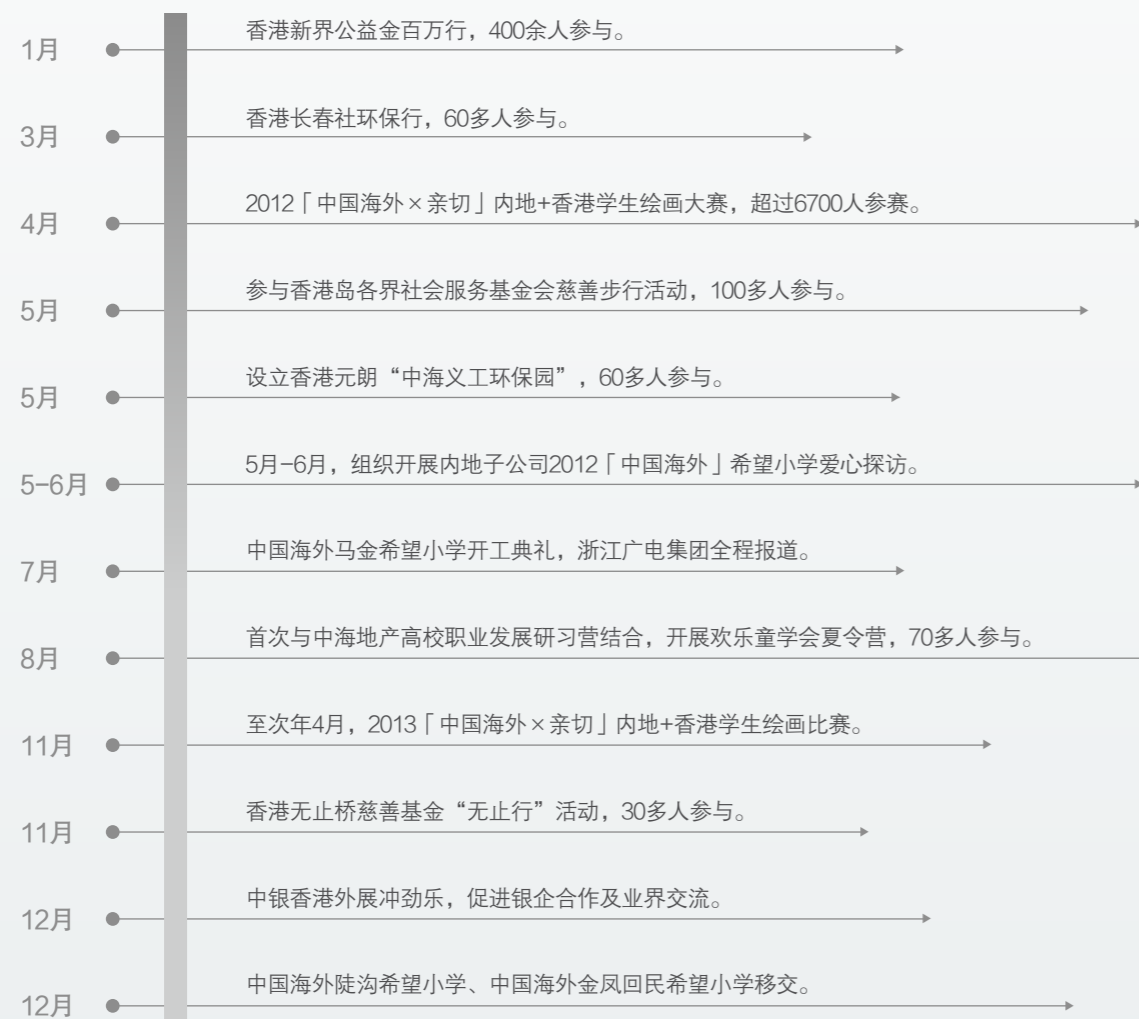 1月
香港新界公益金百万行，400余人参与。
3月
香港长春社环保行，60多人参与。
4月
2012「中国海外×亲切」内地+香港学生绘画大赛，超过6700人参赛。
5月
参与香港岛各界社会服务基金会慈善步行活动，100多人参与。
5月
设立香港元朗“中海义工环保园”，60多人参与。
5-6月
5月-6月，组织开展内地子公司2012「中国海外」希望小学爱心探访。
7月
中国海外马金希望小学开工典礼，浙江广电集团全程报道。
8月
首次与中海地产高校职业发展研习营结合，开展欢乐童学会夏令营，70多人参与。
11月
至次年4月，2013「中国海外×亲切」内地+香港学生绘画比赛。
11月
香港无止桥慈善基金“无止行”活动，30多人参与。
12月
中银香港外展冲劲乐，促进银企合作及业界交流。
12月
中国海外陡沟希望小学、中国海外金凤回民希望小学移交。